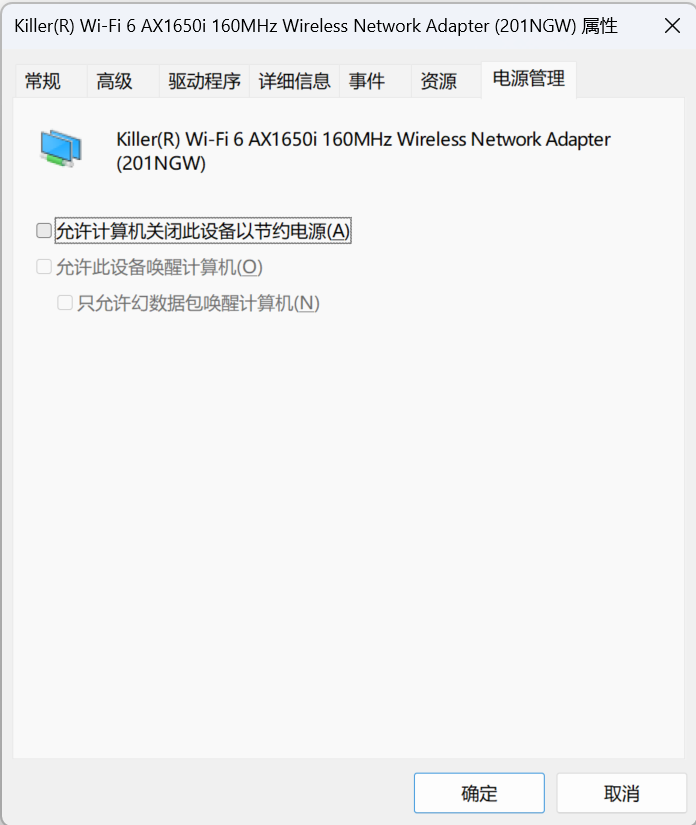 Killer(R) Wi-Fi 6 AX1650i 160MHz Wireless Network Adapter (201NGW) 属性
常规 高级 驱动程序 详细信息 事件 资源 电源管理
Killer(R) Wi-Fi 6 AX1650i 160MHz Wireless Network Adapter
(201NGW)
允许计算机关闭此设备以节约电源(A)
允许此设备唤醒计算机(O)
只允许幻数据包唤醒计算机(N)
确定 取消